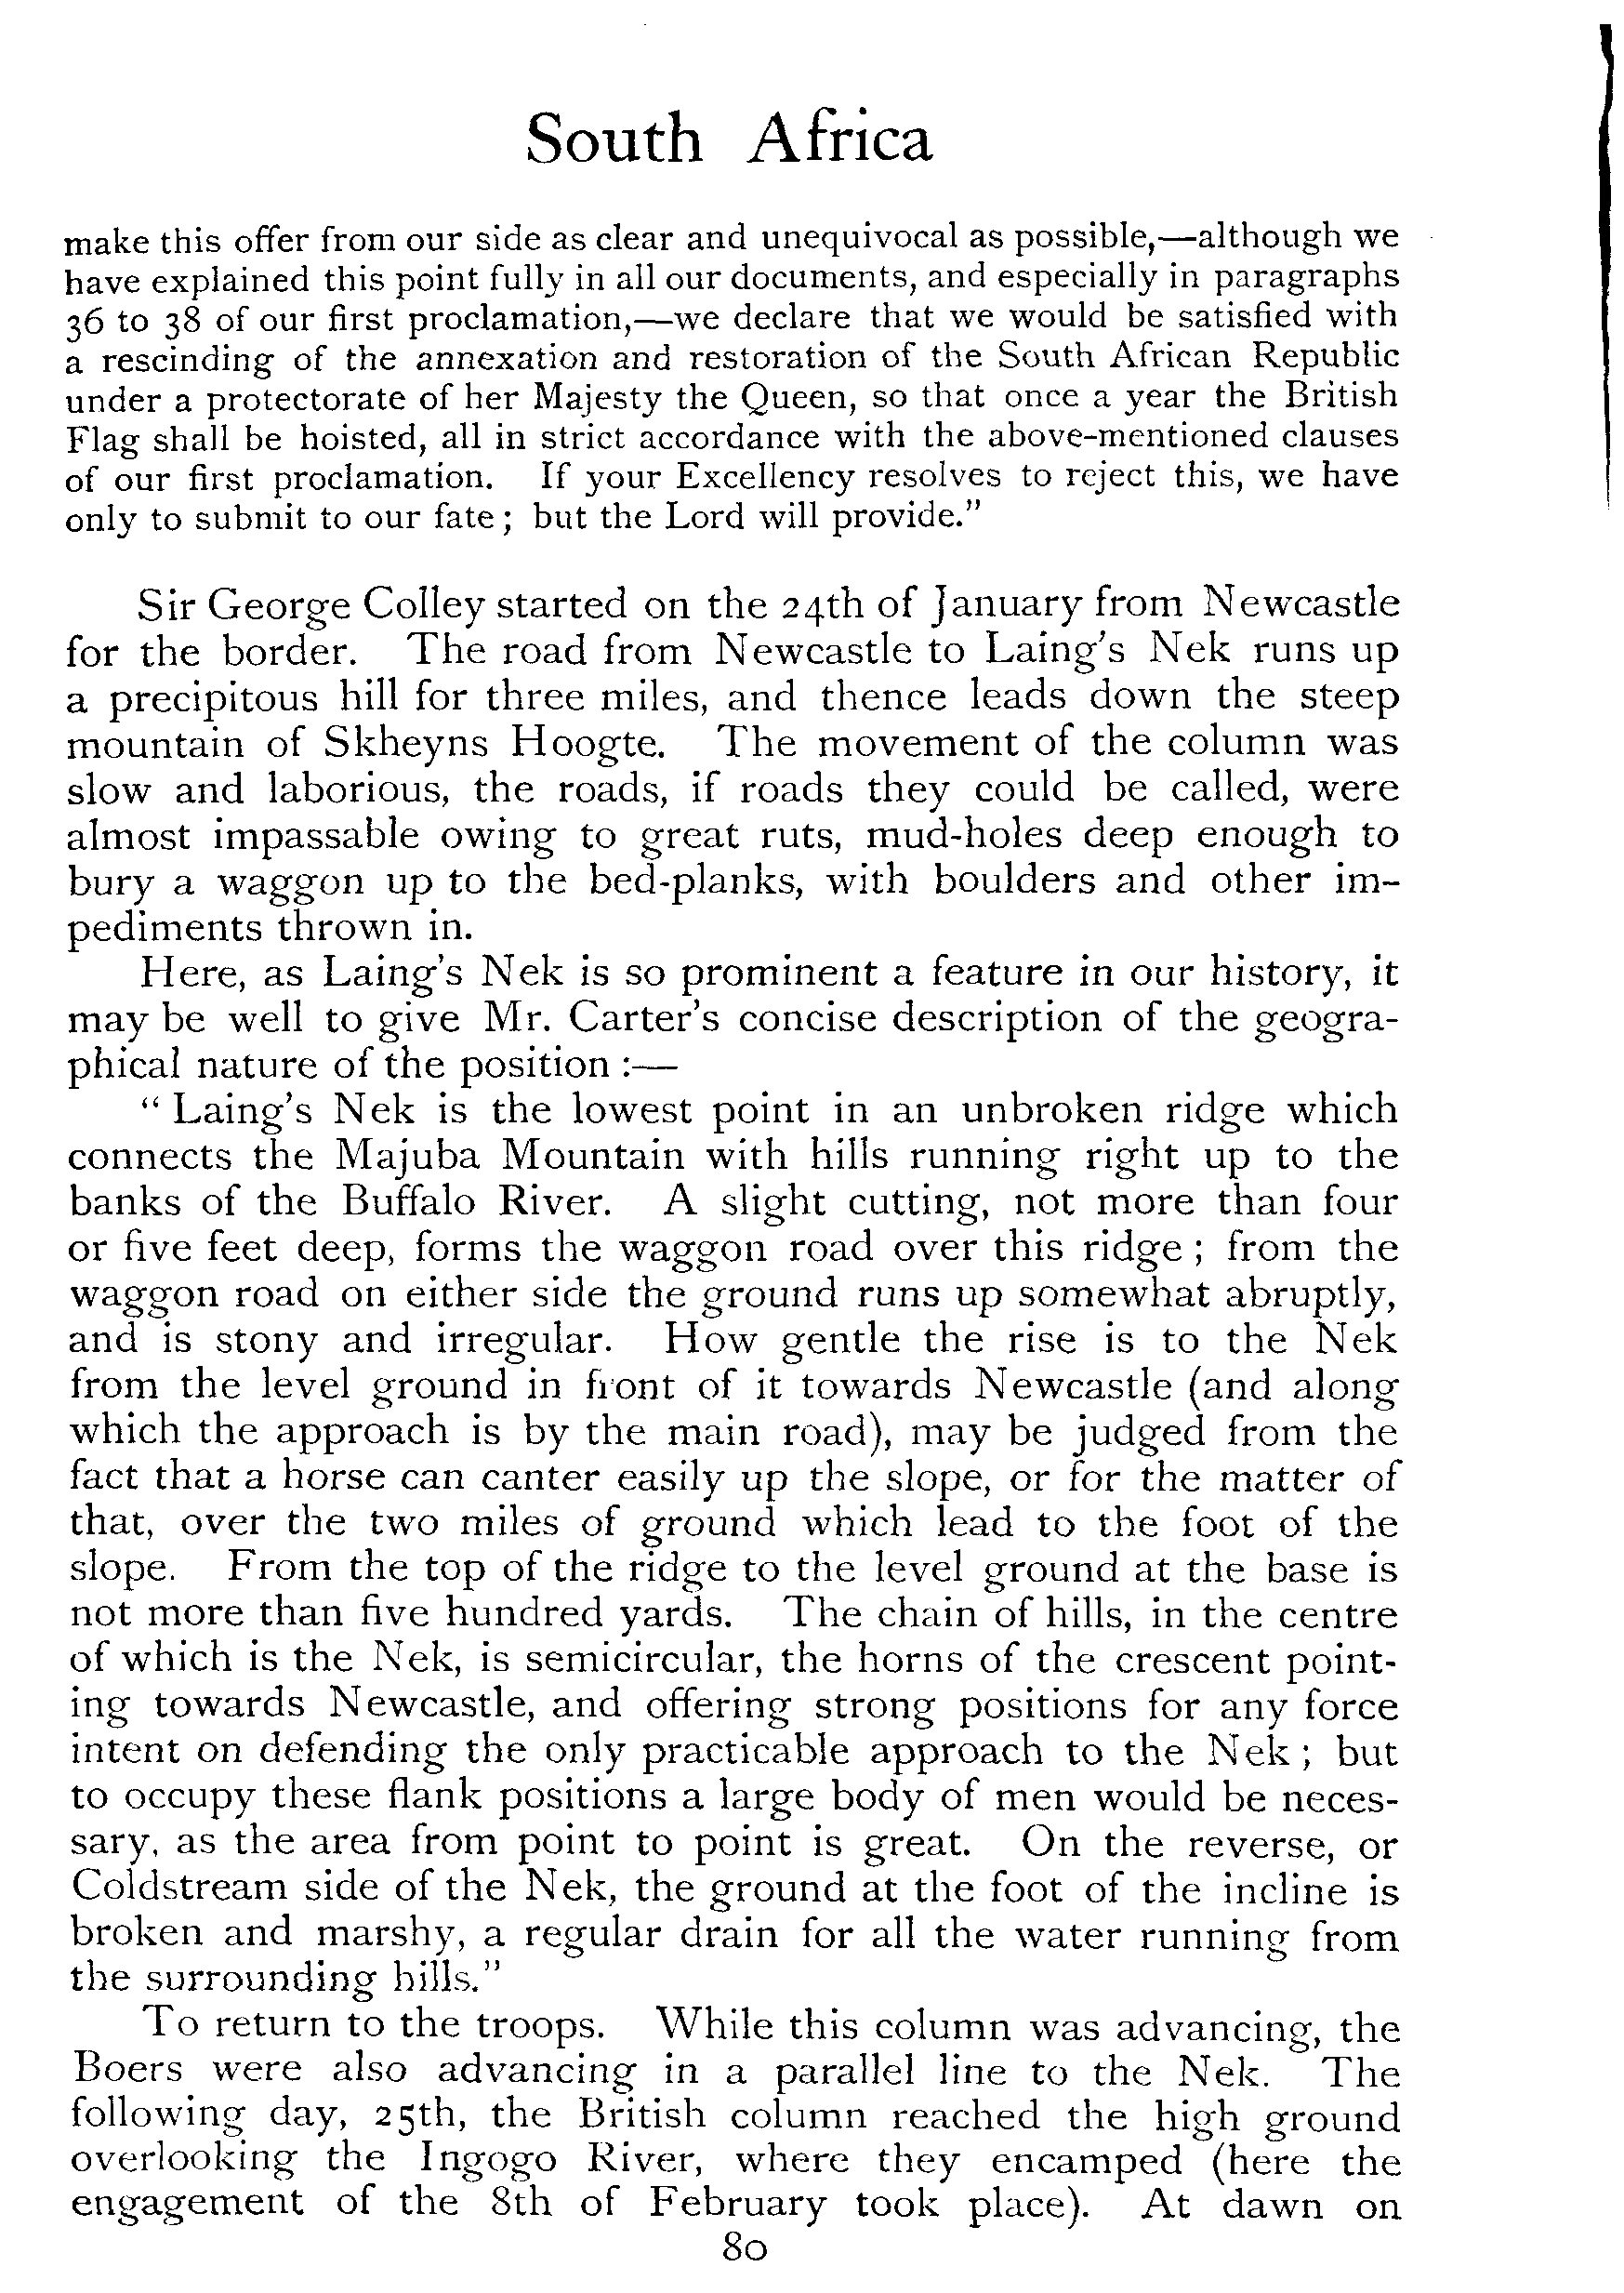 South Africa
make this offer from our side as clear and unequivocal as possible,—although we
have explained this point fully in all our documents, and especially in paragraphs
36 to 38 of our first proclamation,—we declare that we would be satisfied with
a rescinding of the annexation and restoration of the South African Republic
under a protectorate of her Majesty the Queen, so that once a year the British
Flag shall be hoisted, all in strict accordance with the above-mentioned clauses
of our first proclamation. If your Excellency resolves to reject this, we have
only to submit to our fate; but the Lord will provide."
Sir George Colley started on the 24th of January from Newcastle
for the border. The road from Newcastle to Laing's Nek runs up
a precipitous hill for three miles, and thence leads down the steep
mountain of Skheyns Hoogte. The movement of the column was
slow and laborious, the roads, if roads they could be called, were
almost impassable owing to great ruts, mud-holes deep enough to
bury a waggon up to the bed-planks, with boulders and other im-
pediments thrown in.
Here, as Laing's Nek is so prominent a feature in our history, it
may be well to give Mr. Carter's concise description of the geogra-
phical nature of the position :—
"Laing's Nek is the lowest point in an unbroken ridge which
connects the Majuba Mountain with hills running right up to the
banks of the Buffalo River. A slight cutting, not more than four
or five feet deep, forms the waggon road over this ridge; from the
waggon road on either side the ground runs up somewhat abruptly,
and is stony and irregular. How gentle the rise is to the Nek
from the level ground in front of it towards Newcastle (and along
which the approach is by the main road), may be judged from the
fact that a horse can canter easily up the slope, or for the matter of
that, over the two miles of ground which lead to the foot of the
slope. From the top of the ridge to the level ground at the base is
not more than five hundred yards. The chain of hills, in the centre
of which is the Nek, is semicircular, the horns of the crescent point-
ing towards Newcastle, and offering strong positions for any force
intent on defending the only practicable approach to the Nek; but
to occupy these flank positions a large body of men would be neces-
sary, as the area from point to point is great. On the reverse, or
Coldstream side of the Nek, the ground at the foot of the incline is
broken and marshy, a regular drain for all the water running from
the surrounding hills."
To return to the troops. While this column was advancing, the
Boers were also advancing in a parallel line to the Nek. The
following day, 25th, the British column reached the high ground
overlooking the Ingogo River, where they encamped (here the
engagement of the 8th of February took place). At dawn on
80